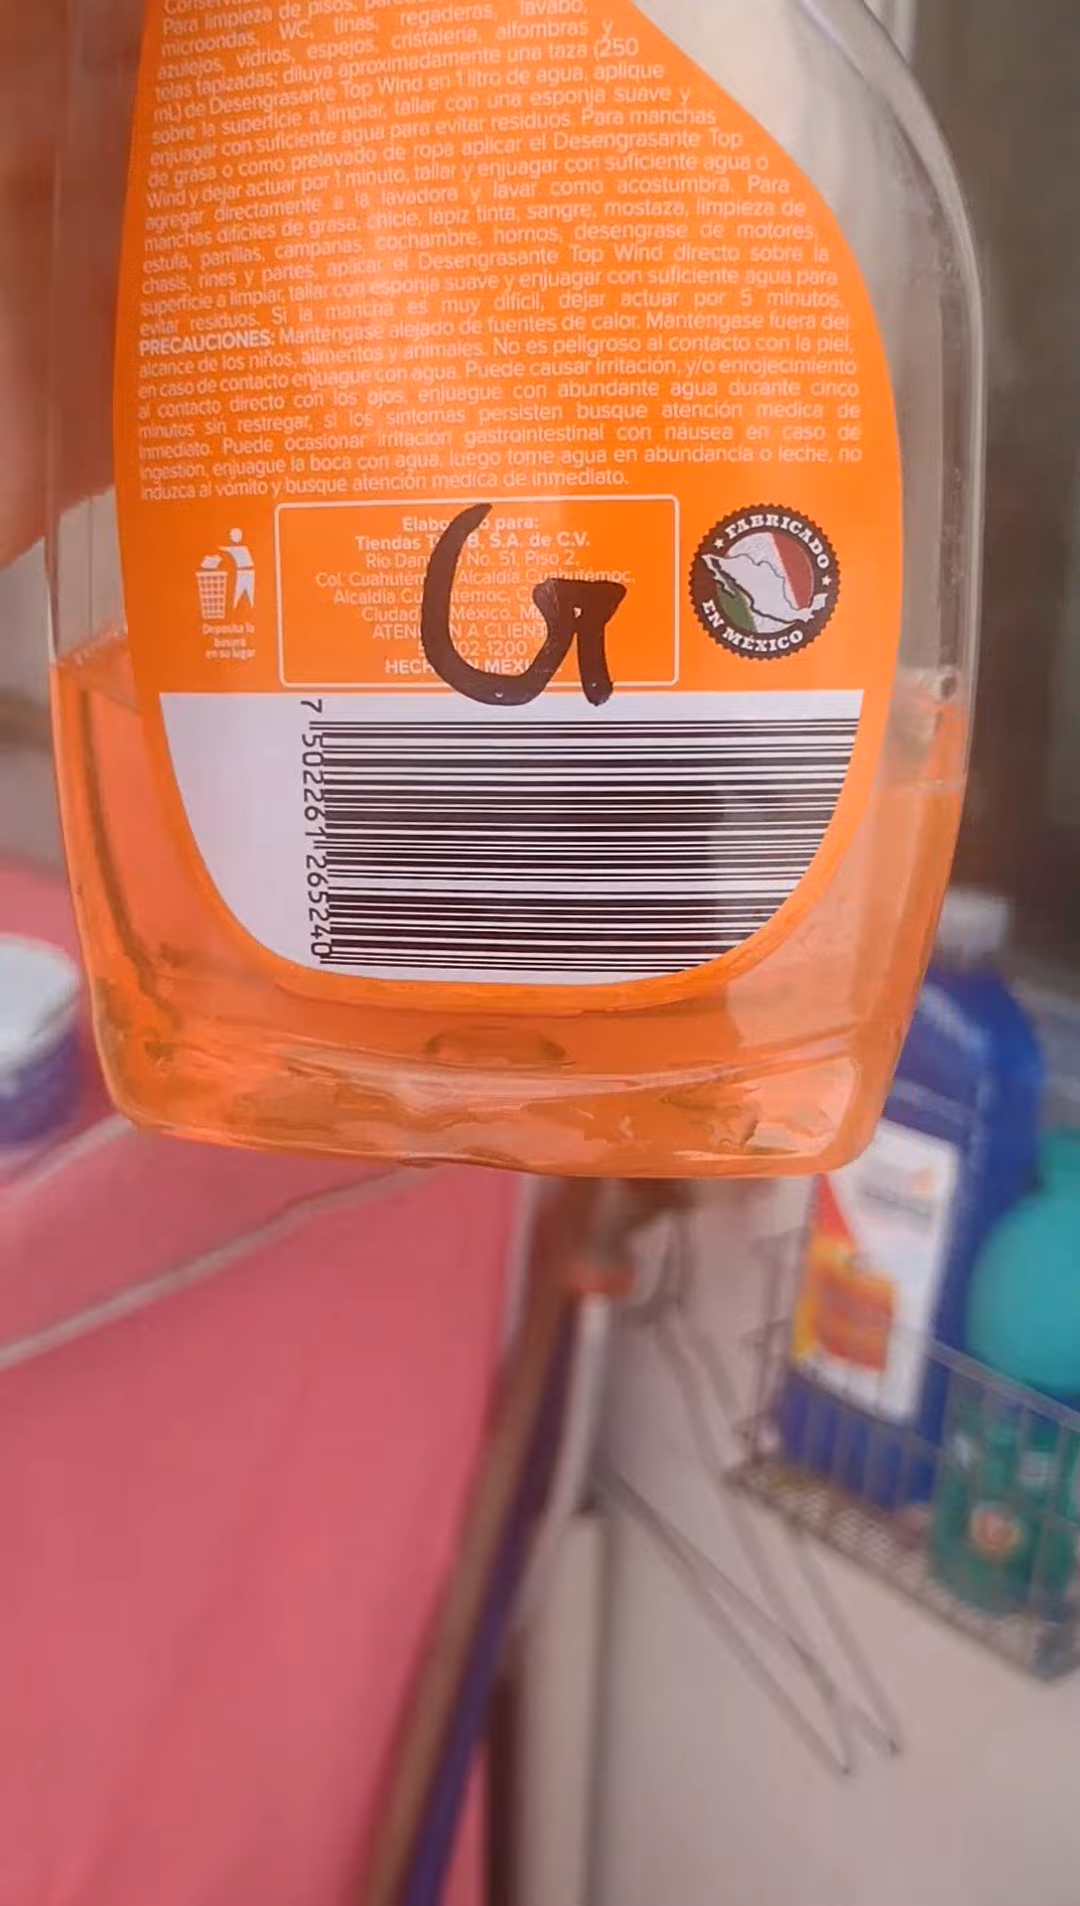 Para limpieza de pisos,
microondas, WC, tinas, regaderas, lavabo,
azulejos, vidrios, espejos, cristalería, alfombras y
telas tapizadas; diluya aproximadamente una taza (250
mL) de Desengrasante Top Wind en 1 litro de agua, aplique
sobre la superficie a limpiar, tallar con una esponja suave y
enjuagar con suficiente agua para evitar residuos. Para manchas
de grasa o como prelavado de ropa aplicar el Desengrasante Top
Wind y dejar actuar por 1 minuto, tallar y enjuagar con suficiente agua o
agregar directamente a la lavadora y lavar como acostumbra. Para
manchas difíciles de grasa, chicle, lápiz tinta, sangre, mostaza, limpieza de
estufa, parrillas, campanas, cochambre, hornos, desengrase de motores,
chasis, rines y partes, aplicar el Desengrasante Top Wind directo sobre la
superficie a limpiar, tallar con esponja suave y enjuagar con suficiente agua para
evitar residuos. Si la mancha es muy difícil, dejar actuar por 5 minutos.
PRECAUCIONES: Manténgase alejado de fuentes de calor. Manténgase fuera del
alcance de los niños, alimentos y animales. No es peligroso al contacto con la piel,
en caso de contacto enjuague con agua. Puede causar irritación, y/o enrojecimiento
al contacto directo con los ojos, enjuague con abundante agua durante cinco
minutos sin restregar, si los síntomas persisten busque atención médica de
inmediato. Puede ocasionar irritación gastrointestinal con náusea en caso de
ingestión, enjuague la boca con agua, luego tome agua en abundancia o leche, no
induzca al vómito y busque atención médica de inmediato.
Deposita la
basura
en su lugar
para:
Tiendas B, S.A. de C.V.
Río No. 51, Piso 2,
Col. Alcaldía Cuauhtémoc,
Alcaldía
Ciudad México,
A CLIENT
02-1200
HECH MEXI
G
FABRICADO
EN MÉXICO
7 502261 265240